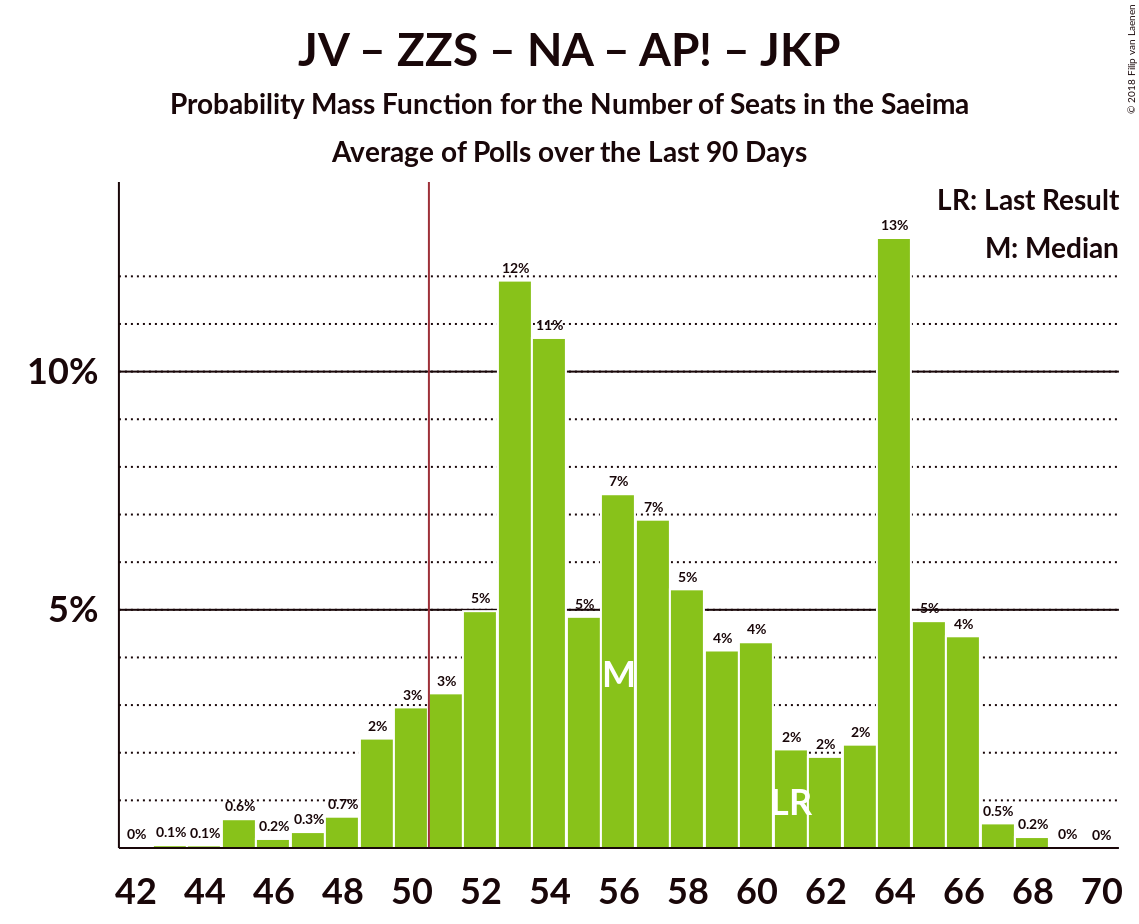 JV – ZZS – NA – AP! – JKP
Probability Mass Function for the Number of Seats in the Saeima
Average of Polls over the Last 90 Days
© 2018 Filip van Laenen
LR: Last Result
M: Median
10%
5%
0% 0.1% 0.1% 0.6% 0.2% 0.3% 0.7% 2% 3% 3% 5% 12% 11% 5% 7% 7% 5% 4% 4% 2% 2% 2% 13% 5% 4% 0.5% 0.2% 0% 0%
M
LR
42 44 46 48 50 52 54 56 58 60 62 64 66 68 70